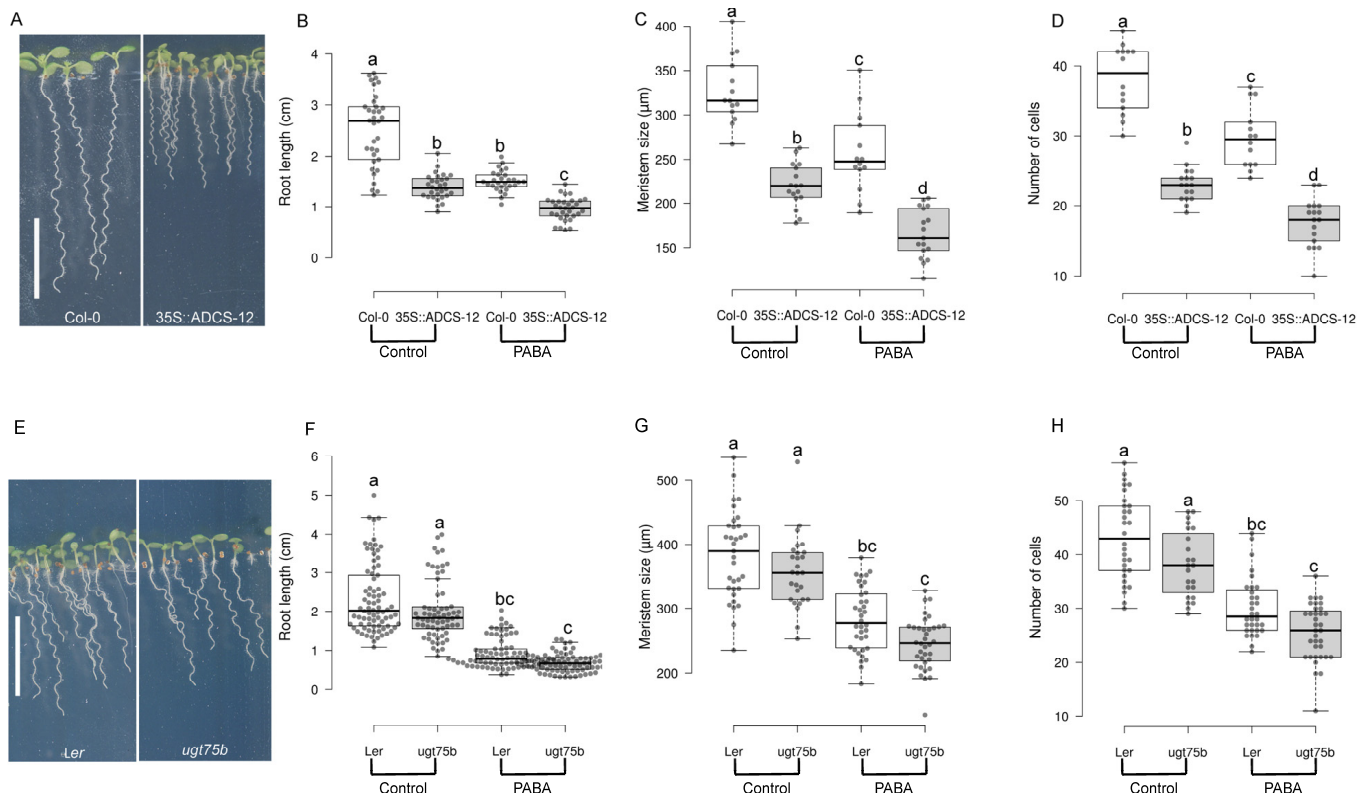 A
Col-0
35S::ADCS-12
B
Root length (cm)
4
3
2
1
0
a
b
b
c
Col-0 35S::ADCS-12 Col-0 35S::ADCS-12
Control
PABA
C
Meristem size (µm)
400
350
300
250
200
150
a
b
c
d
Col-0 35S::ADCS-12 Col-0 35S::ADCS-12
Control
PABA
D
Number of cells
40
30
20
10
a
b
c
d
Col-0 35S::ADCS-12 Col-0 35S::ADCS-12
Control
PABA
E
Ler
ugt75b
F
Root length (cm)
6
5
4
3
2
1
0
a
a
bc
c
Ler ugt75b Ler ugt75b
Control
PABA
G
Meristem size (µm)
500
400
300
200
a
a
bc
c
Ler ugt75b Ler ugt75b
Control
PABA
H
Number of cells
50
40
30
20
10
a
a
bc
c
Ler ugt75b Ler ugt75b
Control
PABA